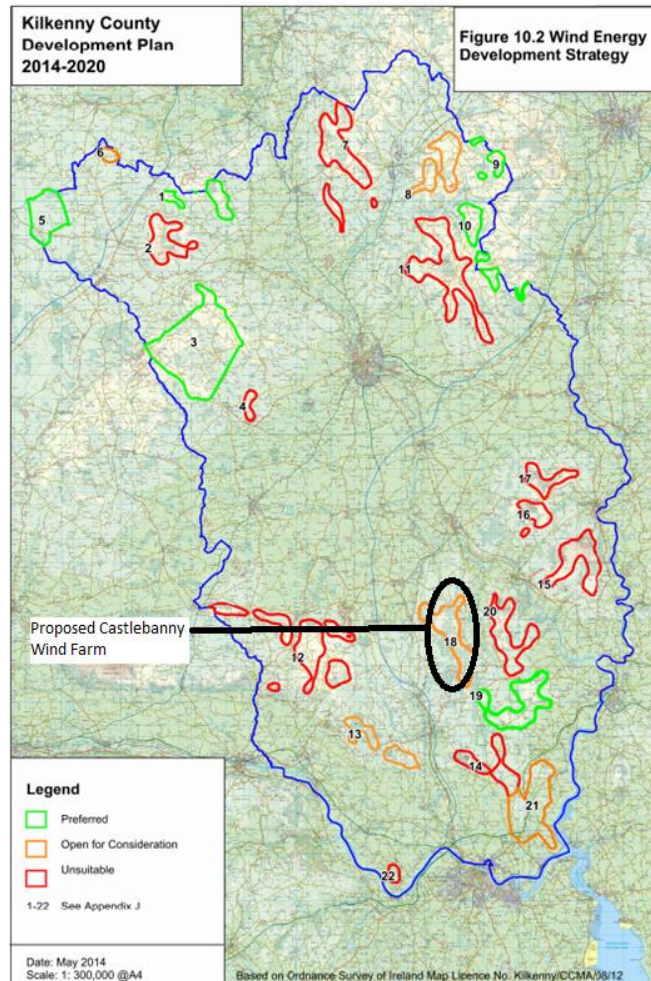 Kilkenny County
Development Plan
2014-2020
Figure 10.2 Wind Energy
Development Strategy
6
7
8
9
5
1
10
2
11
3
4
17
16
15
20
Proposed Castlebanny
Wind Farm
18
12
19
13
14
21
22
Legend
Preferred
Open for Consideration
Unsuitable
1-22 See Appendix J
Date: May 2014
Scale: 1: 300,000 @A4
Based on Ordnance Survey of Ireland Map Licence No. Kilkenny/CCMA/08/12